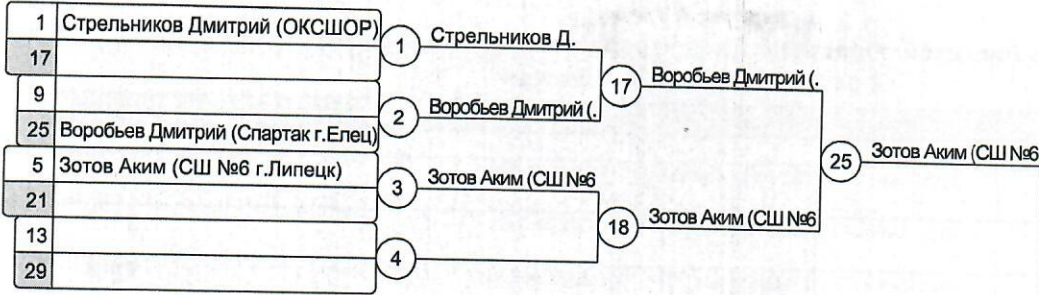 1 Стрельников Дмитрий (ОКСШОР)
17
1 Стрельников Д.
9
25 Воробьев Дмитрий (Спартак г.Елец)
2 Воробьев Дмитрий (.
17 Воробьев Дмитрий (.
5 Зотов Аким (СШ №6 г.Липецк)
21
3 Зотов Аким (СШ №6
13
29
4
18 Зотов Аким (СШ №6
25 Зотов Аким (СШ №6